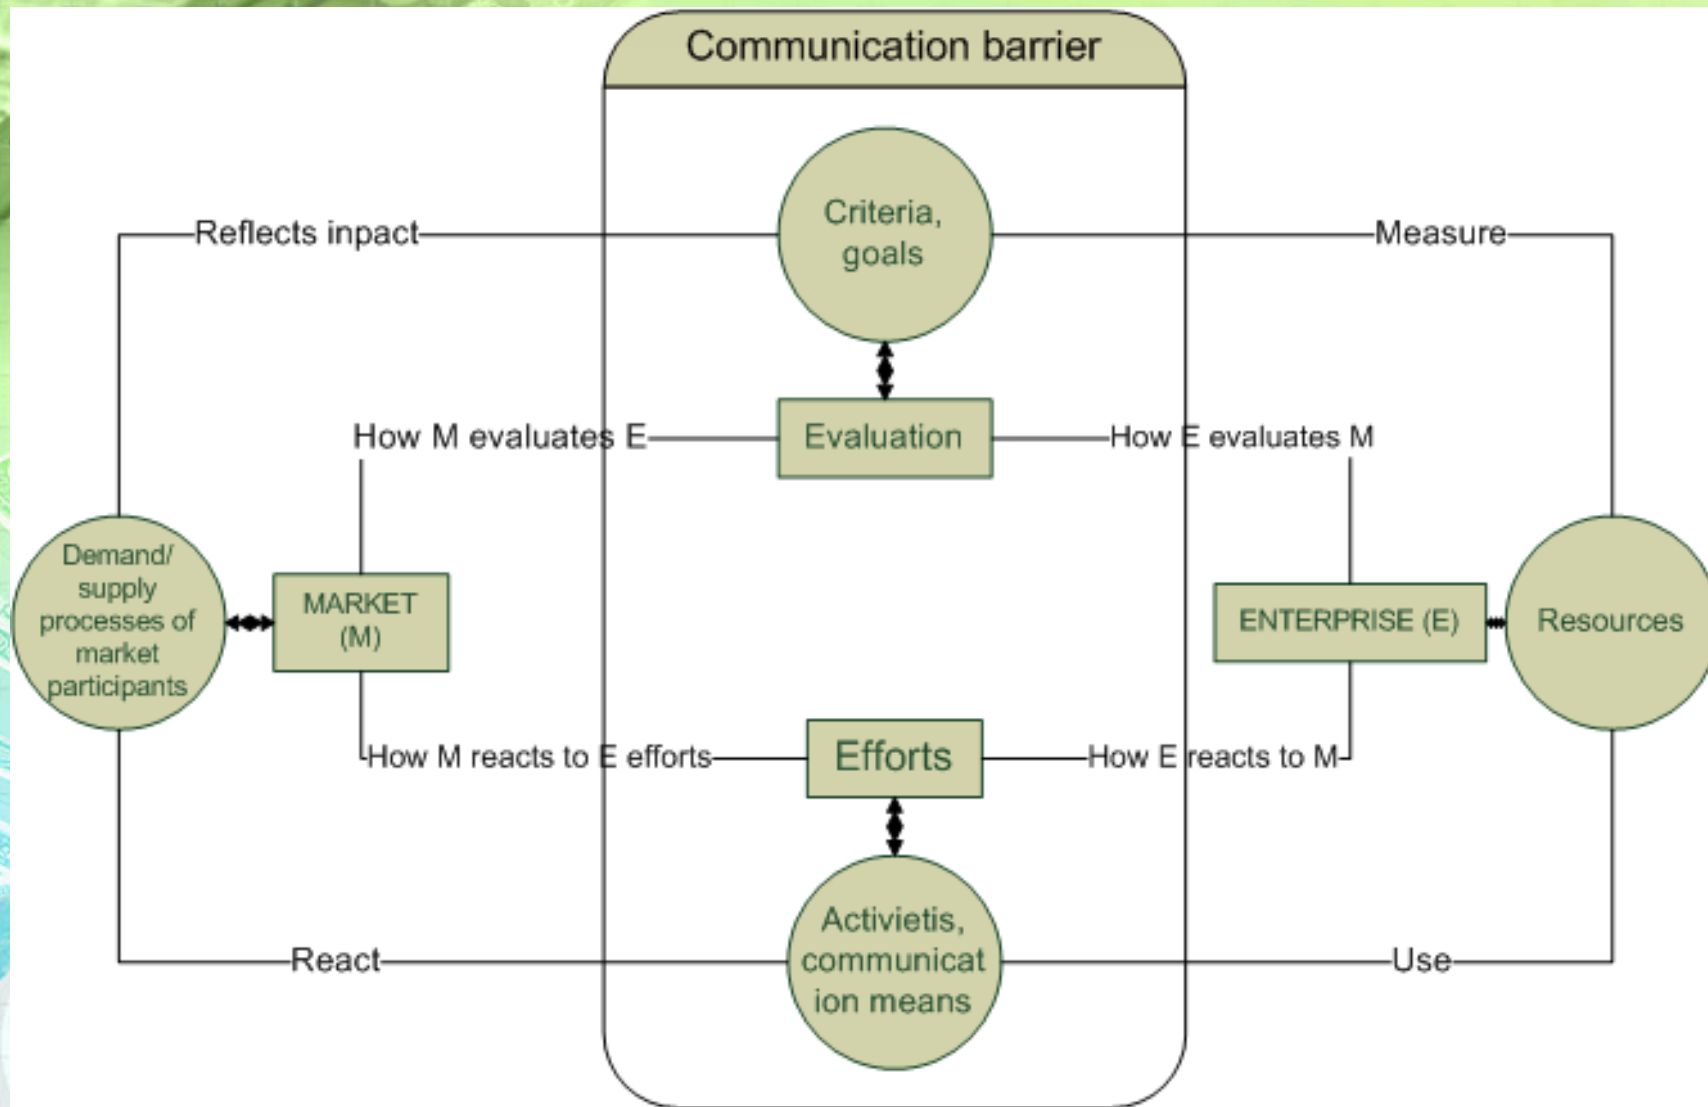 Communication barrier
Criteria,
goals
Reflects inpact
Measure
How M evaluates E
Evaluation
How E evaluates M
Demand/
supply
processes of
market
participants
MARKET
(M)
ENTERPRISE (E)
Resources
How M reacts to E efforts
Efforts
How E reacts to M
Activietis,
communicat
ion means
React
Use